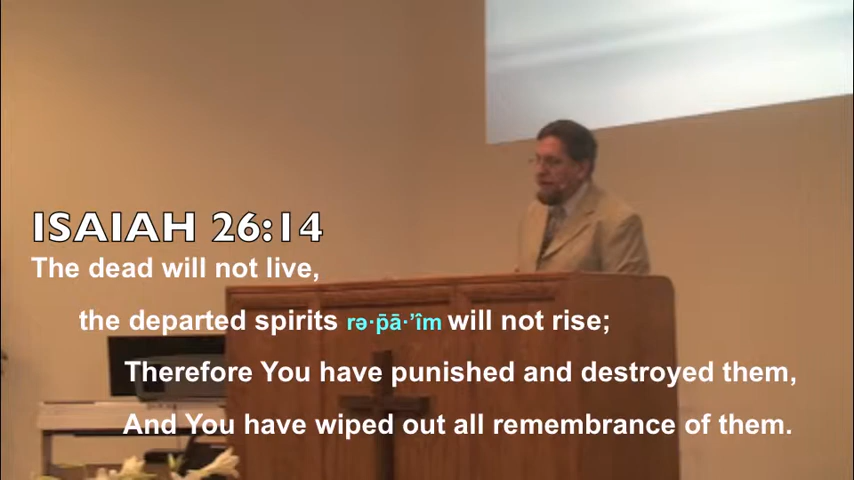 ISAIAH 26:14
The dead will not live,
the departed spirits rə·p̄ā·’îm will not rise;
Therefore You have punished and destroyed them,
And You have wiped out all remembrance of them.